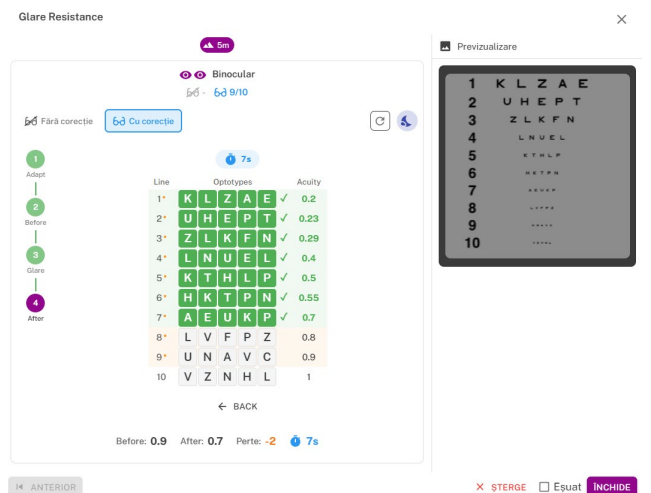 Glare Resistance
5m
Binocular
- 9/10
Fără corecție
Cu corecție
7s
1
Adapt
2
Before
3
Glare
4
After
Line Optotypes Acuity
1* K L Z A E ✓ 0.2
2* U H E P T ✓ 0.23
3* Z L K F N ✓ 0.29
4* L N U E L ✓ 0.4
5* K T H L P ✓ 0.5
6* H K T P N ✓ 0.55
7* A E U K P ✓ 0.7
8* L V F P Z 0.8
9* U N A V C 0.9
10 V Z N H L 1
← BACK
Before: 0.9 After: 0.7 Perte: -2 7s
Previzualizare
1 K L Z A E
2 U H E P T
3 Z L K F N
4 L N U E L
5 K T H L P
6 H K T P N
7 A E U K P
8
9
10
ANTERIOR
ȘTERGE
Eșuat
ÎNCHIDE